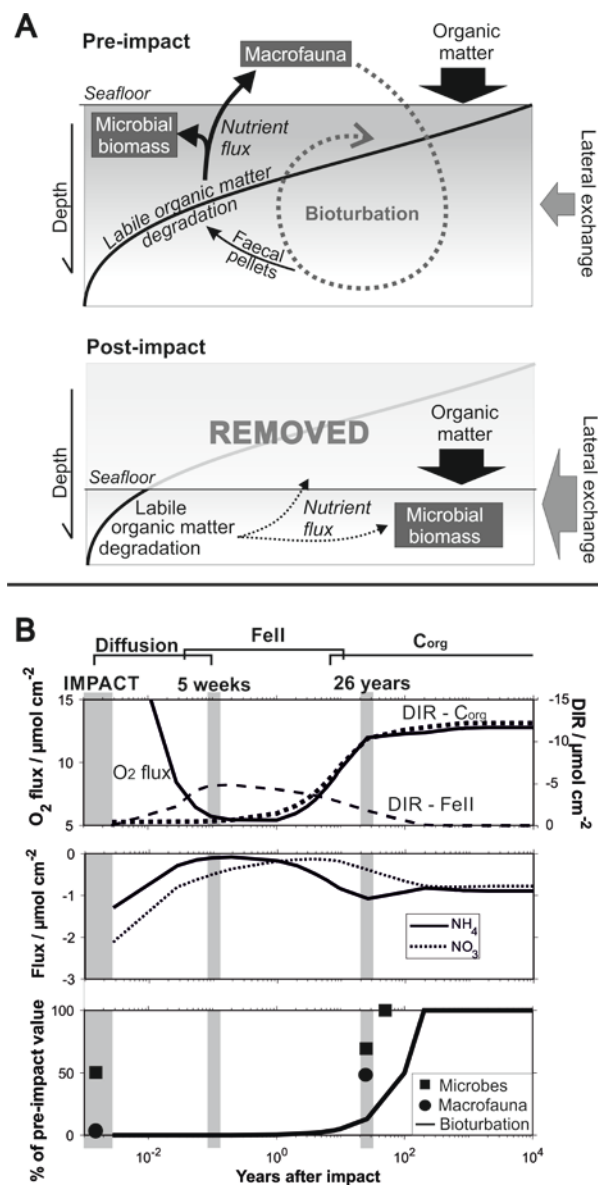 A
Pre-impact
Macrofauna
Organic
matter
Seafloor
Microbial
biomass
Nutrient
flux
Labile organic matter
degradation
Bioturbation
Faecal
pellets
Depth
Lateral exchange
Post-impact
REMOVED
Organic
matter
Seafloor
Labile
organic matter
degradation
Nutrient
flux
Microbial
biomass
Depth
Lateral exchange
B
FeII
Diffusion
Corg
IMPACT
5 weeks
26 years
O2 flux / µmol cm-2
15
10
5
O2 flux
DIR - Corg
DIR - FeII
-15
-10
-5
0
DIR / µmol cm-2
Flux / µmol cm-2
0
-1
-2
-3
NH4
NO3
% of pre-impact value
100
50
0
Microbes
Macrofauna
Bioturbation
10-2
100
102
104
Years after impact